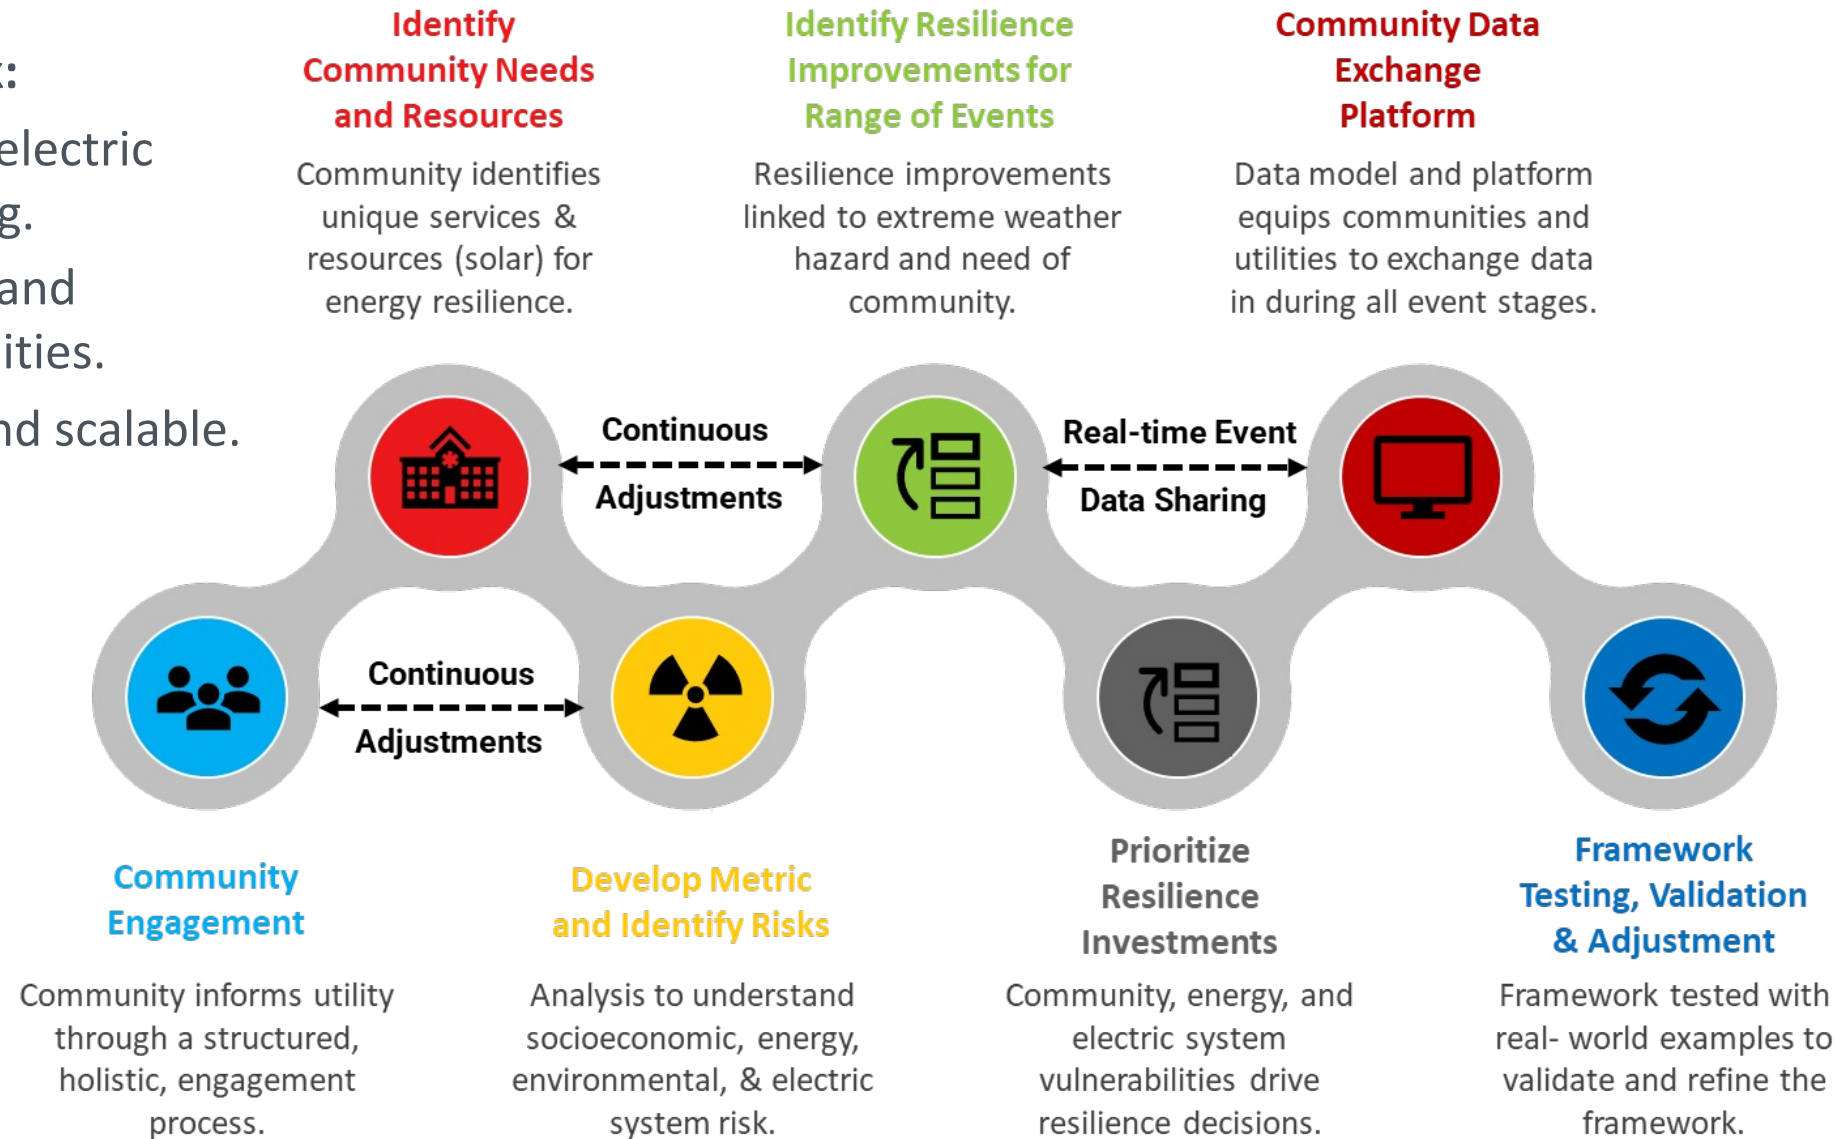 :
electric
g.
and
ities.
nd scalable.
Identify
Community Needs
and Resources
Community identifies
unique services &
resources (solar) for
energy resilience.
Identify Resilience
Improvements for
Range of Events
Resilience improvements
linked to extreme weather
hazard and need of
community.
Community Data
Exchange
Platform
Data model and platform
equips communities and
utilities to exchange data
in during all event stages.
Continuous
Adjustments
Real-time Event
Data Sharing
Continuous
Adjustments
Community
Engagement
Community informs utility
through a structured,
holistic, engagement
process.
Develop Metric
and Identify Risks
Analysis to understand
socioeconomic, energy,
environmental, & electric
system risk.
Prioritize
Resilience
Investments
Community, energy, and
electric system
vulnerabilities drive
resilience decisions.
Framework
Testing, Validation
& Adjustment
Framework tested with
real- world examples to
validate and refine the
framework.